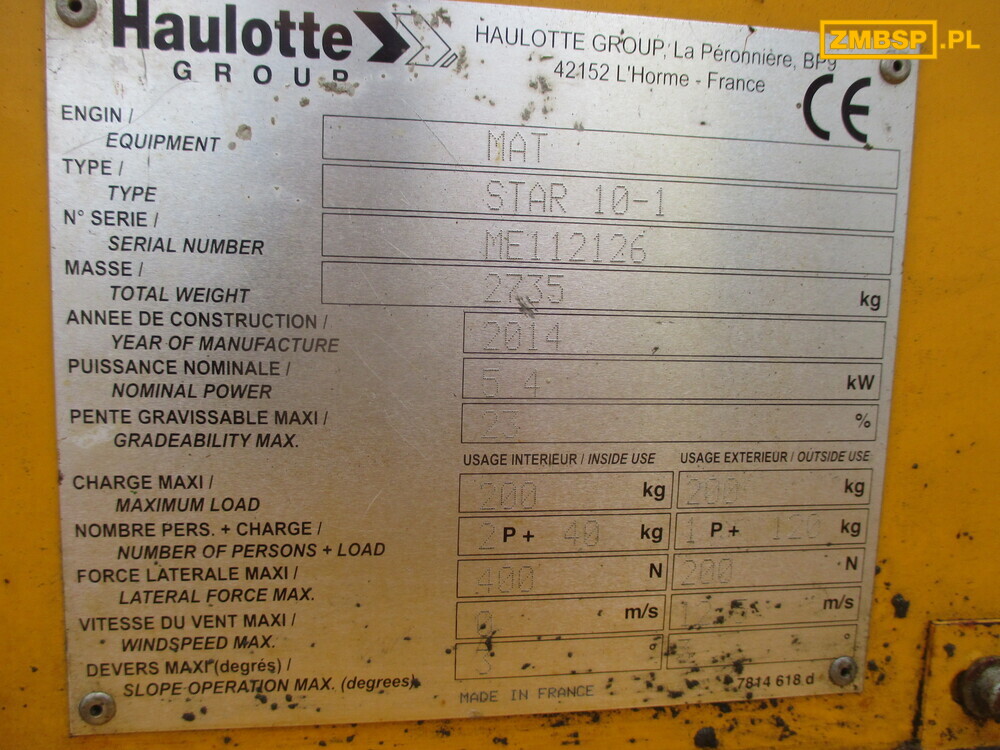 ZMBSP.PL
Haulotte
GROUP
HAULOTTE GROUP, La Péronnière, BP9
42152 L'Horme - France
CE
ENGIN /
EQUIPMENT MAT
TYPE /
TYPE STAR 10-1
N° SERIE /
SERIAL NUMBER ME112126
MASSE /
TOTAL WEIGHT 2735 kg
ANNEE DE CONSTRUCTION /
YEAR OF MANUFACTURE 2014
PUISSANCE NOMINALE /
NOMINAL POWER 5 4 kW
PENTE GRAVISSABLE MAXI /
GRADEABILITY MAX. 23 %
USAGE INTERIEUR / INSIDE USE USAGE EXTERIEUR / OUTSIDE USE
CHARGE MAXI /
MAXIMUM LOAD 200 kg 200 kg
NOMBRE PERS. + CHARGE /
NUMBER OF PERSONS + LOAD 2 P + 40 kg 1 P + 120 kg
FORCE LATERALE MAXI /
LATERAL FORCE MAX. 400 N 200 N
VITESSE DU VENT MAXI /
WINDSPEED MAX. 0 m/s m/s
DEVERS MAXI (degrés) /
SLOPE OPERATION MAX. (degrees) 3 ° °
MADE IN FRANCE 7814 618 d